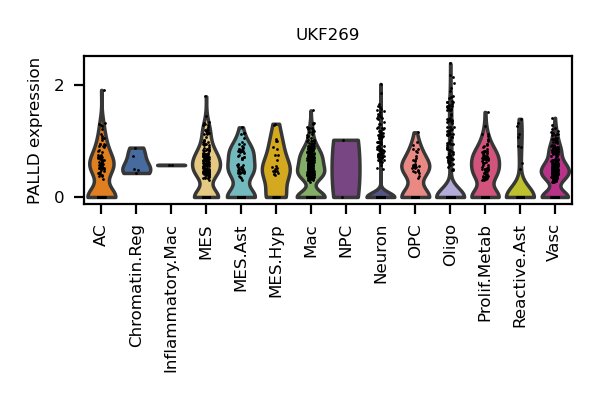 UKF269
PALLD expression
2
0
AC
Chromatin.Reg
Inflammatory.Mac
MES
MES.Ast
MES.Hyp
Mac
NPC
Neuron
OPC
Oligo
Prolif.Metab
Reactive.Ast
Vasc